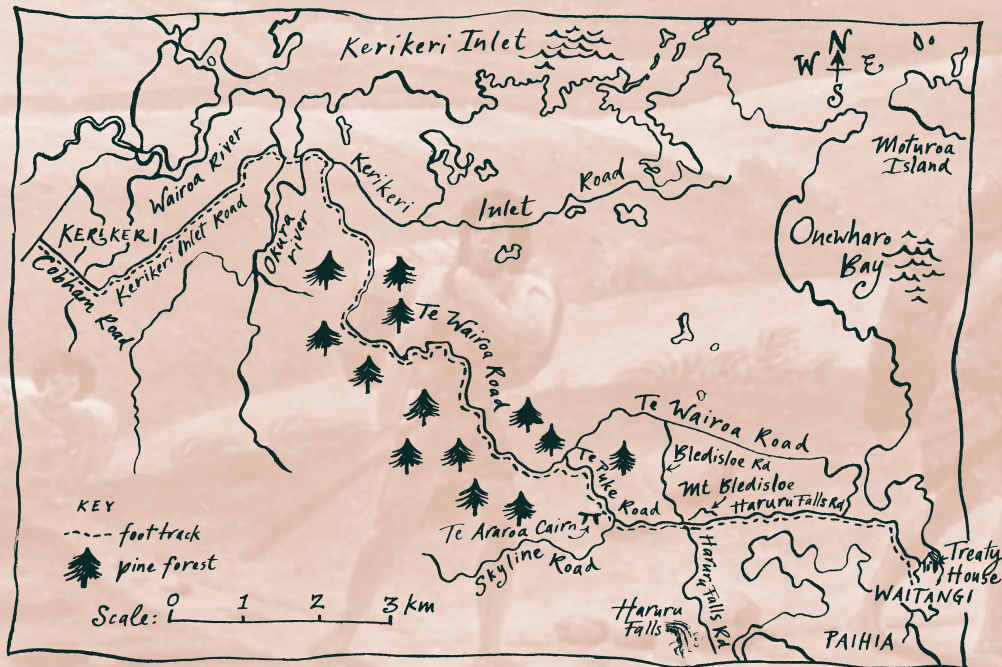 Kerikeri Inlet
N
W E
S
Moturoa
Island
Wairoa River
Kerikeri
Inlet
Road
KERIKERI
Kerikeri Inlet Road
Okura
river
Cobham Road
Onewharo
Bay
Te Wairoa Road
Te Wairoa Road
Bledisloe Rd
Te Puke
Road
Mt Bledisloe
Haruru Falls Rd
Te Araroa Cairn
Skyline Road
Haruru Falls Rd
Treaty
House
WAITANGI
Haruru
Falls
PAIHIA
KEY
foot track
pine forest
Scale: 0 1 2 3 km